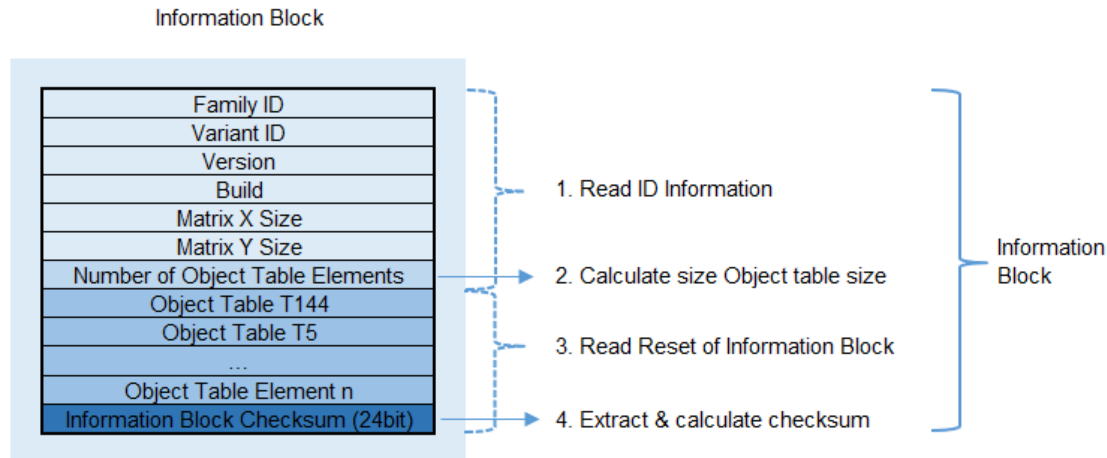 Information Block
Family ID
Variant ID
Version
Build
Matrix X Size
Matrix Y Size
Number of Object Table Elements
Object Table T144
Object Table T5
...
Object Table Element n
Information Block Checksum (24bit)
1. Read ID Information
2. Calculate size Object table size
3. Read Reset of Information Block
4. Extract & calculate checksum
Information
Block